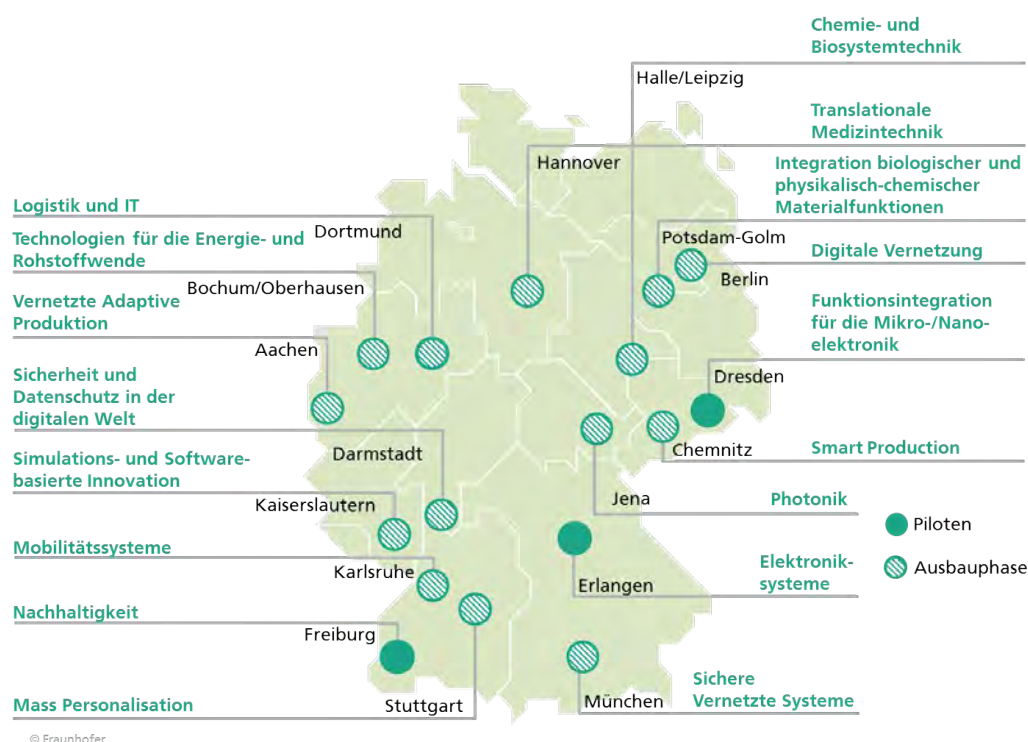 Chemie- und
Biosystemtechnik
Halle/Leipzig
Translationale
Medizintechnik
Hannover
Integration biologischer und
physikalisch-chemischer
Materialfunktionen
Potsdam-Golm
Digitale Vernetzung
Berlin
Funktionsintegration
für die Mikro-/Nano-
elektronik
Dresden
Smart Production
Chemnitz
Photonik
Jena
Piloten
Ausbauphase
Elektronik-
systeme
Erlangen
Sichere
Vernetzte Systeme
München
Logistik und IT
Dortmund
Technologien für die Energie- und
Rohstoffwende
Bochum/Oberhausen
Vernetzte Adaptive
Produktion
Aachen
Sicherheit und
Datenschutz in der
digitalen Welt
Darmstadt
Simulations- und Software-
basierte Innovation
Kaiserslautern
Mobilitätssysteme
Karlsruhe
Nachhaltigkeit
Freiburg
Mass Personalisation
Stuttgart
© Fraunhofer